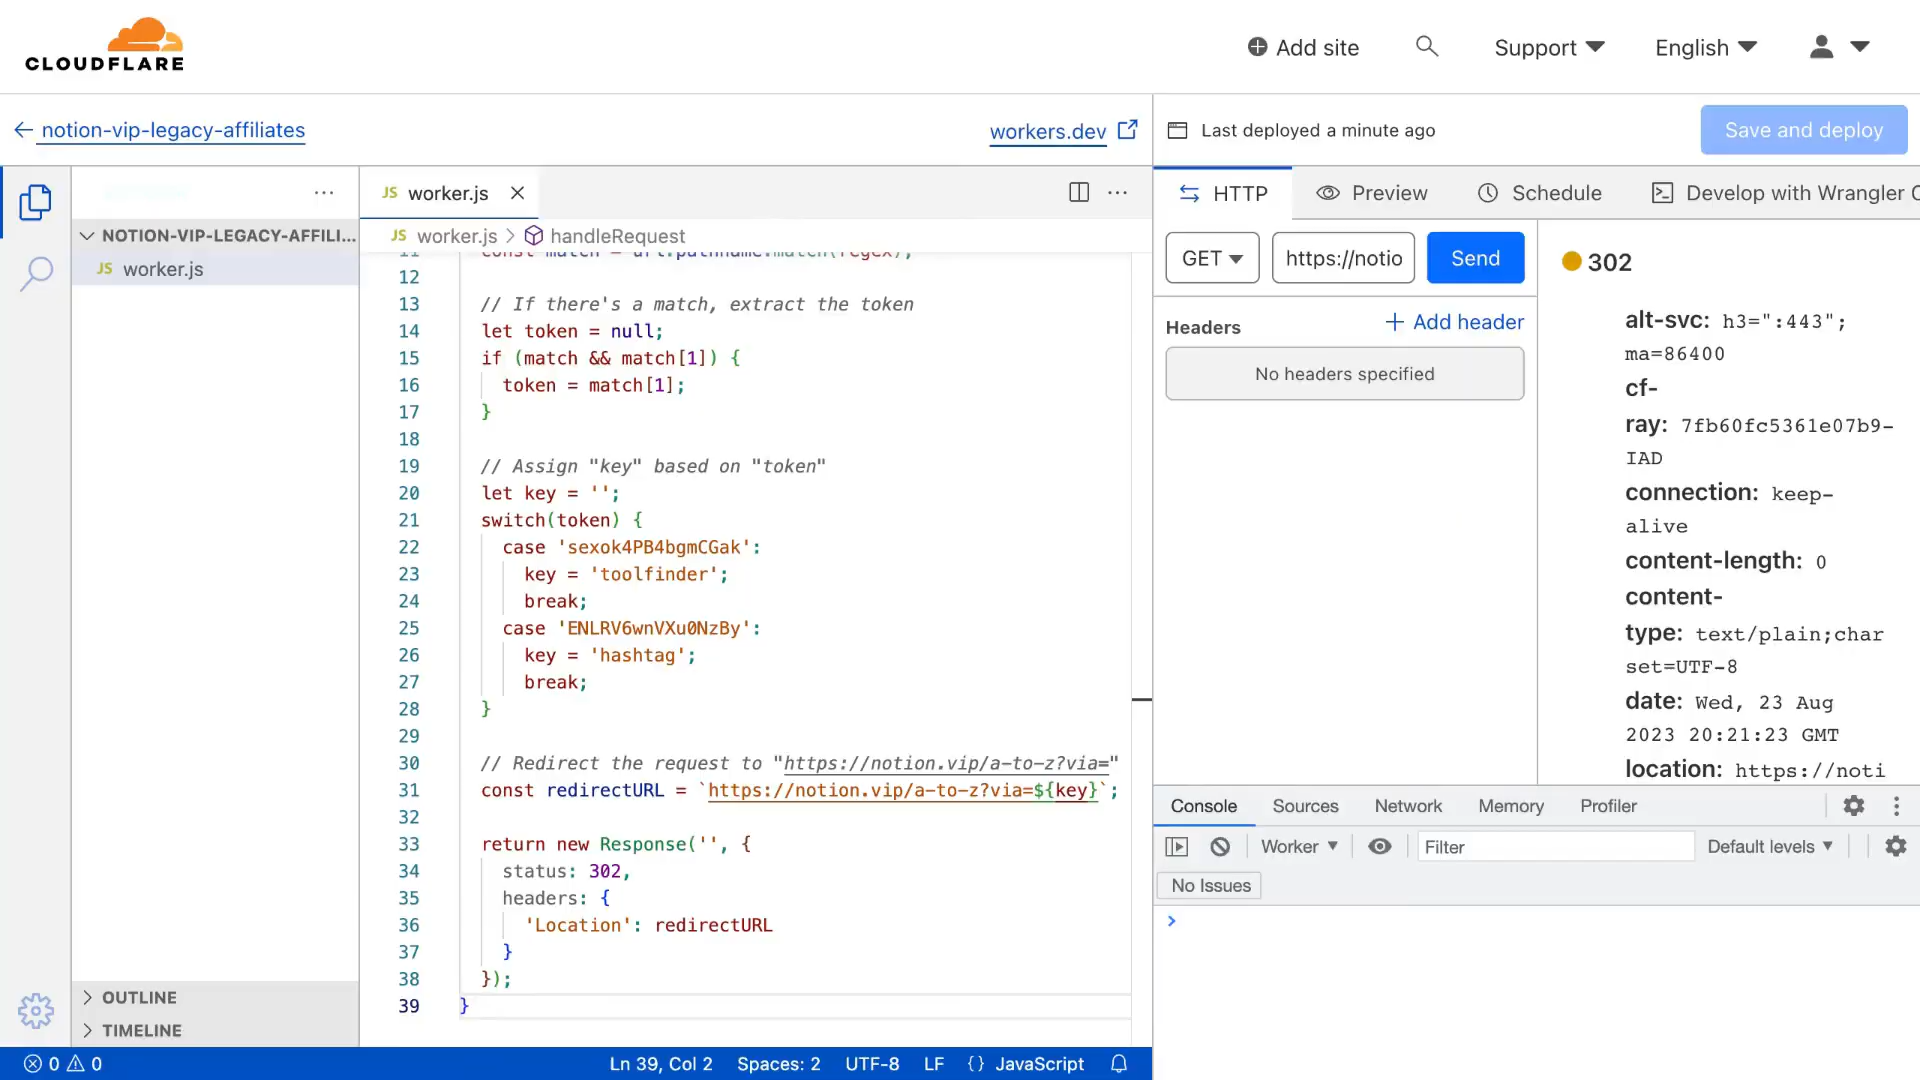 CLOUDFLARE
Add site
Support
English
notion-vip-legacy-affiliates
workers.dev
Last deployed a minute ago
Save and deploy
JS worker.js
HTTP
Preview
Schedule
Develop with Wrangler C
NOTION-VIP-LEGACY-AFFILI...
JS worker.js
JS worker.js > handleRequest
11 const match = url.pathname.match(regex);
12
13 // If there's a match, extract the token
14 let token = null;
15 if (match && match[1]) {
16 token = match[1];
17 }
18
19 // Assign "key" based on "token"
20 let key = '';
21 switch(token) {
22 case 'sexok4PB4bgmCGak':
23 key = 'toolfinder';
24 break;
25 case 'ENLRV6wnVXu0NzBy':
26 key = 'hashtag';
27 break;
28 }
29
30 // Redirect the request to "https://notion.vip/a-to-z?via="
31 const redirectURL = `https://notion.vip/a-to-z?via=${key}`;
32
33 return new Response('', {
34 status: 302,
35 headers: {
36 'Location': redirectURL
37 }
38 });
39 }
OUTLINE
TIMELINE
0 0
Ln 39, Col 2
Spaces: 2
UTF-8
LF
{} JavaScript
GET
https://notio
Send
Headers
+ Add header
No headers specified
302
alt-svc: h3=":443";
ma=86400
cf-
ray: 7fb60fc5361e07b9-
IAD
connection: keep-
alive
content-length: 0
content-
type: text/plain;char
set=UTF-8
date: Wed, 23 Aug
2023 20:21:23 GMT
location: https://noti
Console
Sources
Network
Memory
Profiler
Worker
Filter
Default levels
No Issues
>